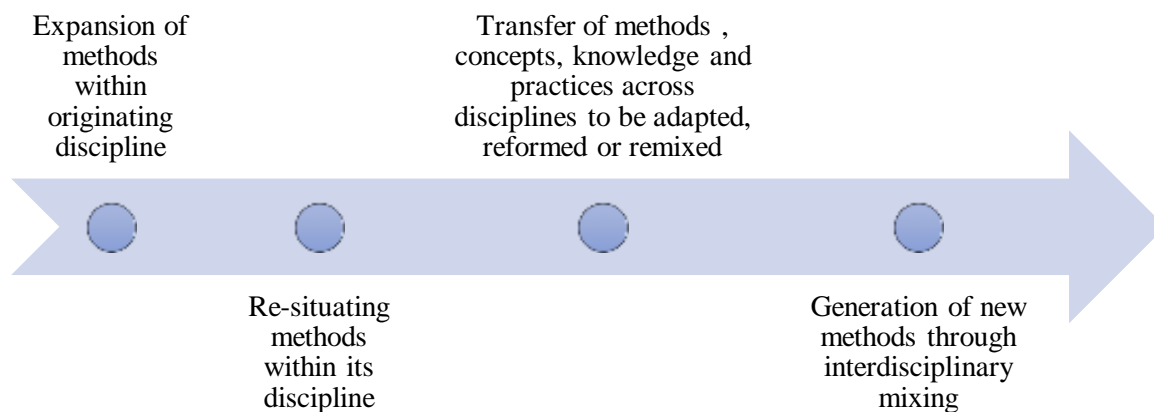 Expansion of
methods
within
originating
discipline
Re-situating
methods
within its
discipline
Transfer of methods ,
concepts, knowledge and
practices across
disciplines to be adapted,
reformed or remixed
Generation of new
methods through
interdisciplinary
mixing